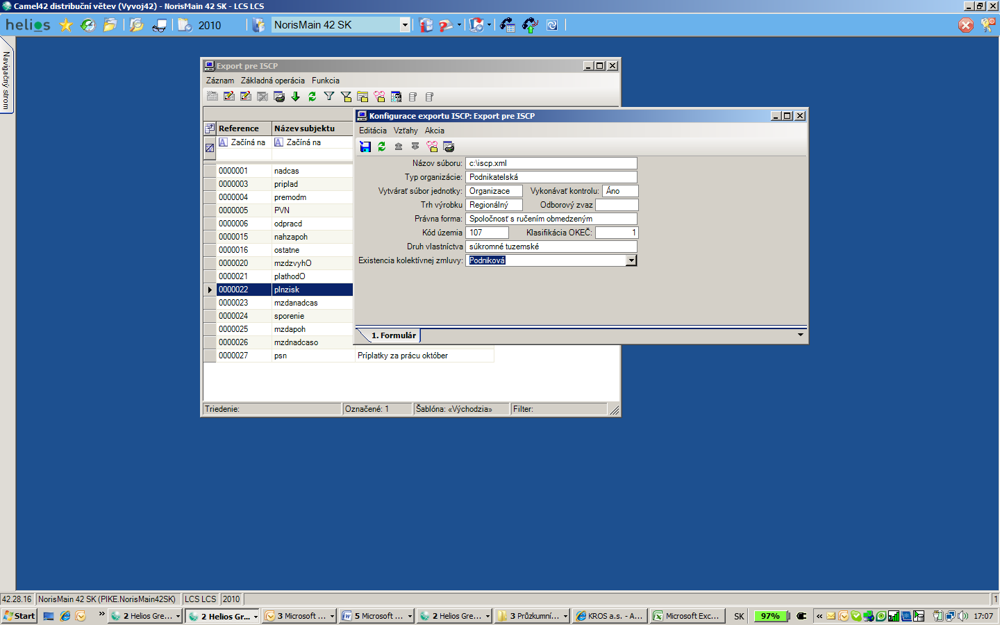 Camel42 distribuční větev (Vyvoj42) - NorisMain 42 SK - LCS LCS
helios 2010 NorisMain 42 SK
Navigačný strom
Export pre ISCP
Záznam Základná operácia Funkcia
Reference Název subjektu
Začíná na Začíná na
0000001 nadcas
0000003 priplad
0000004 premodm
0000005 PVN
0000006 odpracd
0000015 nahzapoh
0000016 ostatne
0000020 mzdzvyhO
0000021 plathodO
0000022 plnzisk
0000023 mzdanadcas
0000024 sporenie
0000025 mzdapoh
0000026 mzdnadcaso
0000027 psn Príplatky za prácu október
Triedenie: Označené: 1 Šablóna: «Východzia» Filter:
Konfigurace exportu ISCP: Export pre ISCP
Editácia Vzťahy Akcia
Názov súboru: c:\iscp.xml
Typ organizácie: Podnikatelská
Vytvárať súbor jednotky: Organizace Vykonávať kontrolu: Áno
Trh výrobku Regionálný Odborový zvaz
Právna forma: Spoločnosť s ručením obmedzeným
Kód územia 107 Klasifikácia OKEČ: 1
Druh vlastníctva súkromné tuzemské
Existencia kolektívnej zmluvy: Podniková
1. Formulár
42.28.16 NorisMain 42 SK (PIKE.NorisMain42SK) LCS LCS 2010 1
Start » 2 Helios Gre... 2 Helios Gr... 3 Microsoft ... 5 Microsoft ... 2 Helios Gre... 3 Průzkumní... KROS a.s. - A... Microsoft Exc... SK 97% « 17:07